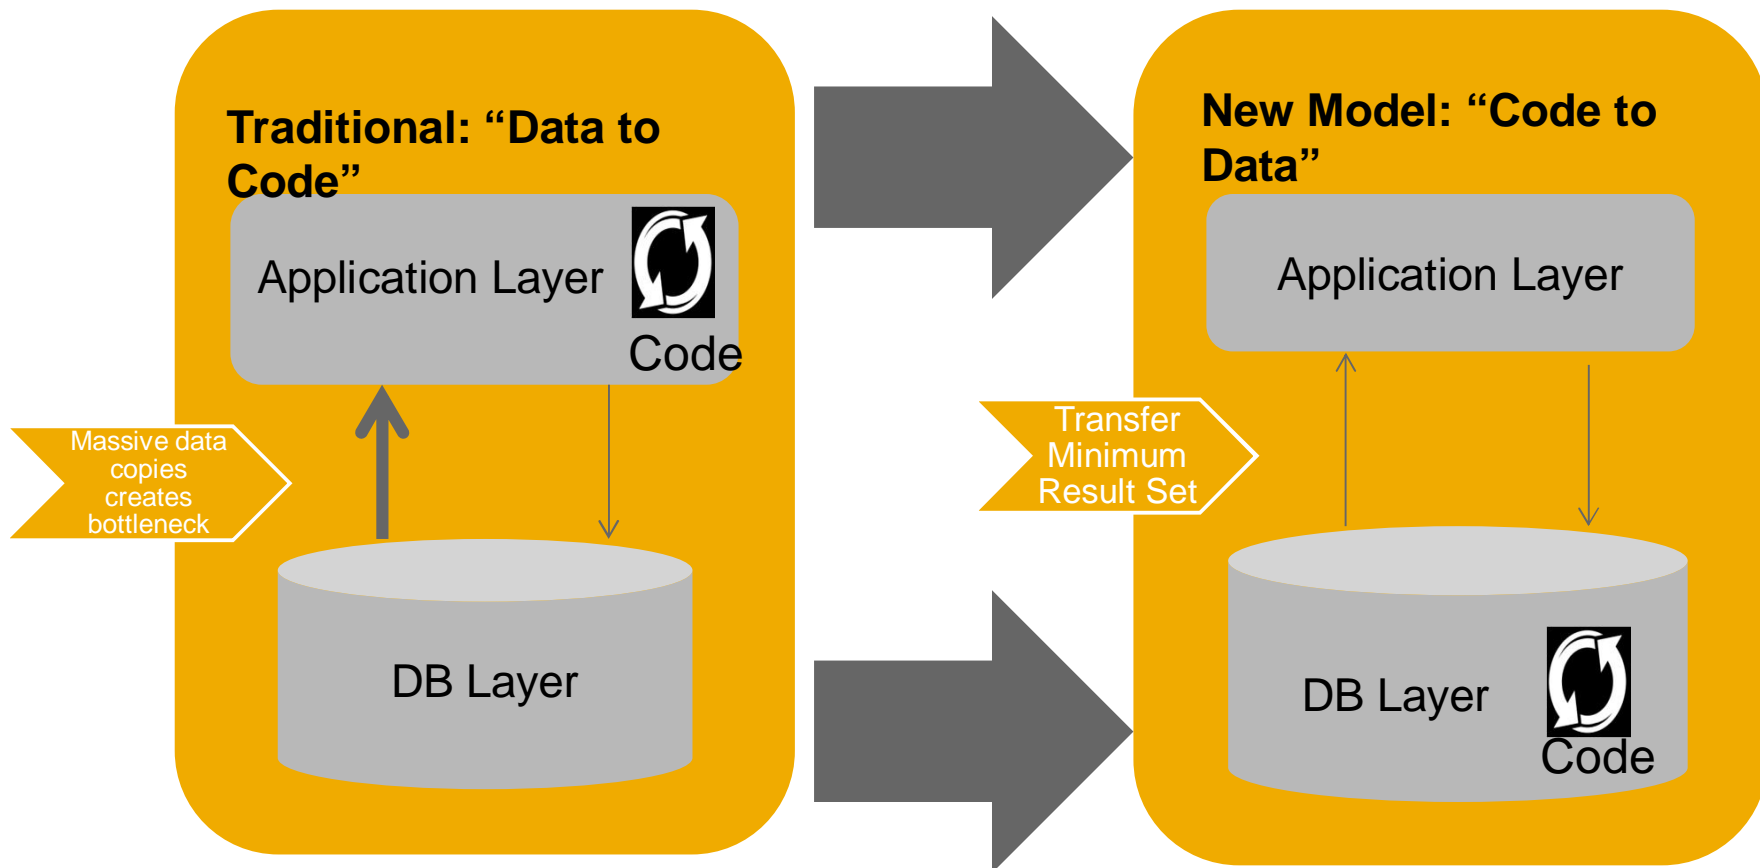 Traditional: “Data to
Code”
Application Layer
Code
Massive data
copies
creates
bottleneck
DB Layer
New Model: “Code to
Data”
Application Layer
Transfer
Minimum
Result Set
DB Layer
Code